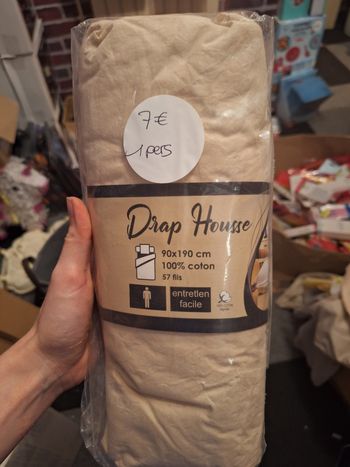 7€
1 pers
Drap Housse
90x190 cm
100% coton
57 fils
entretien
facile